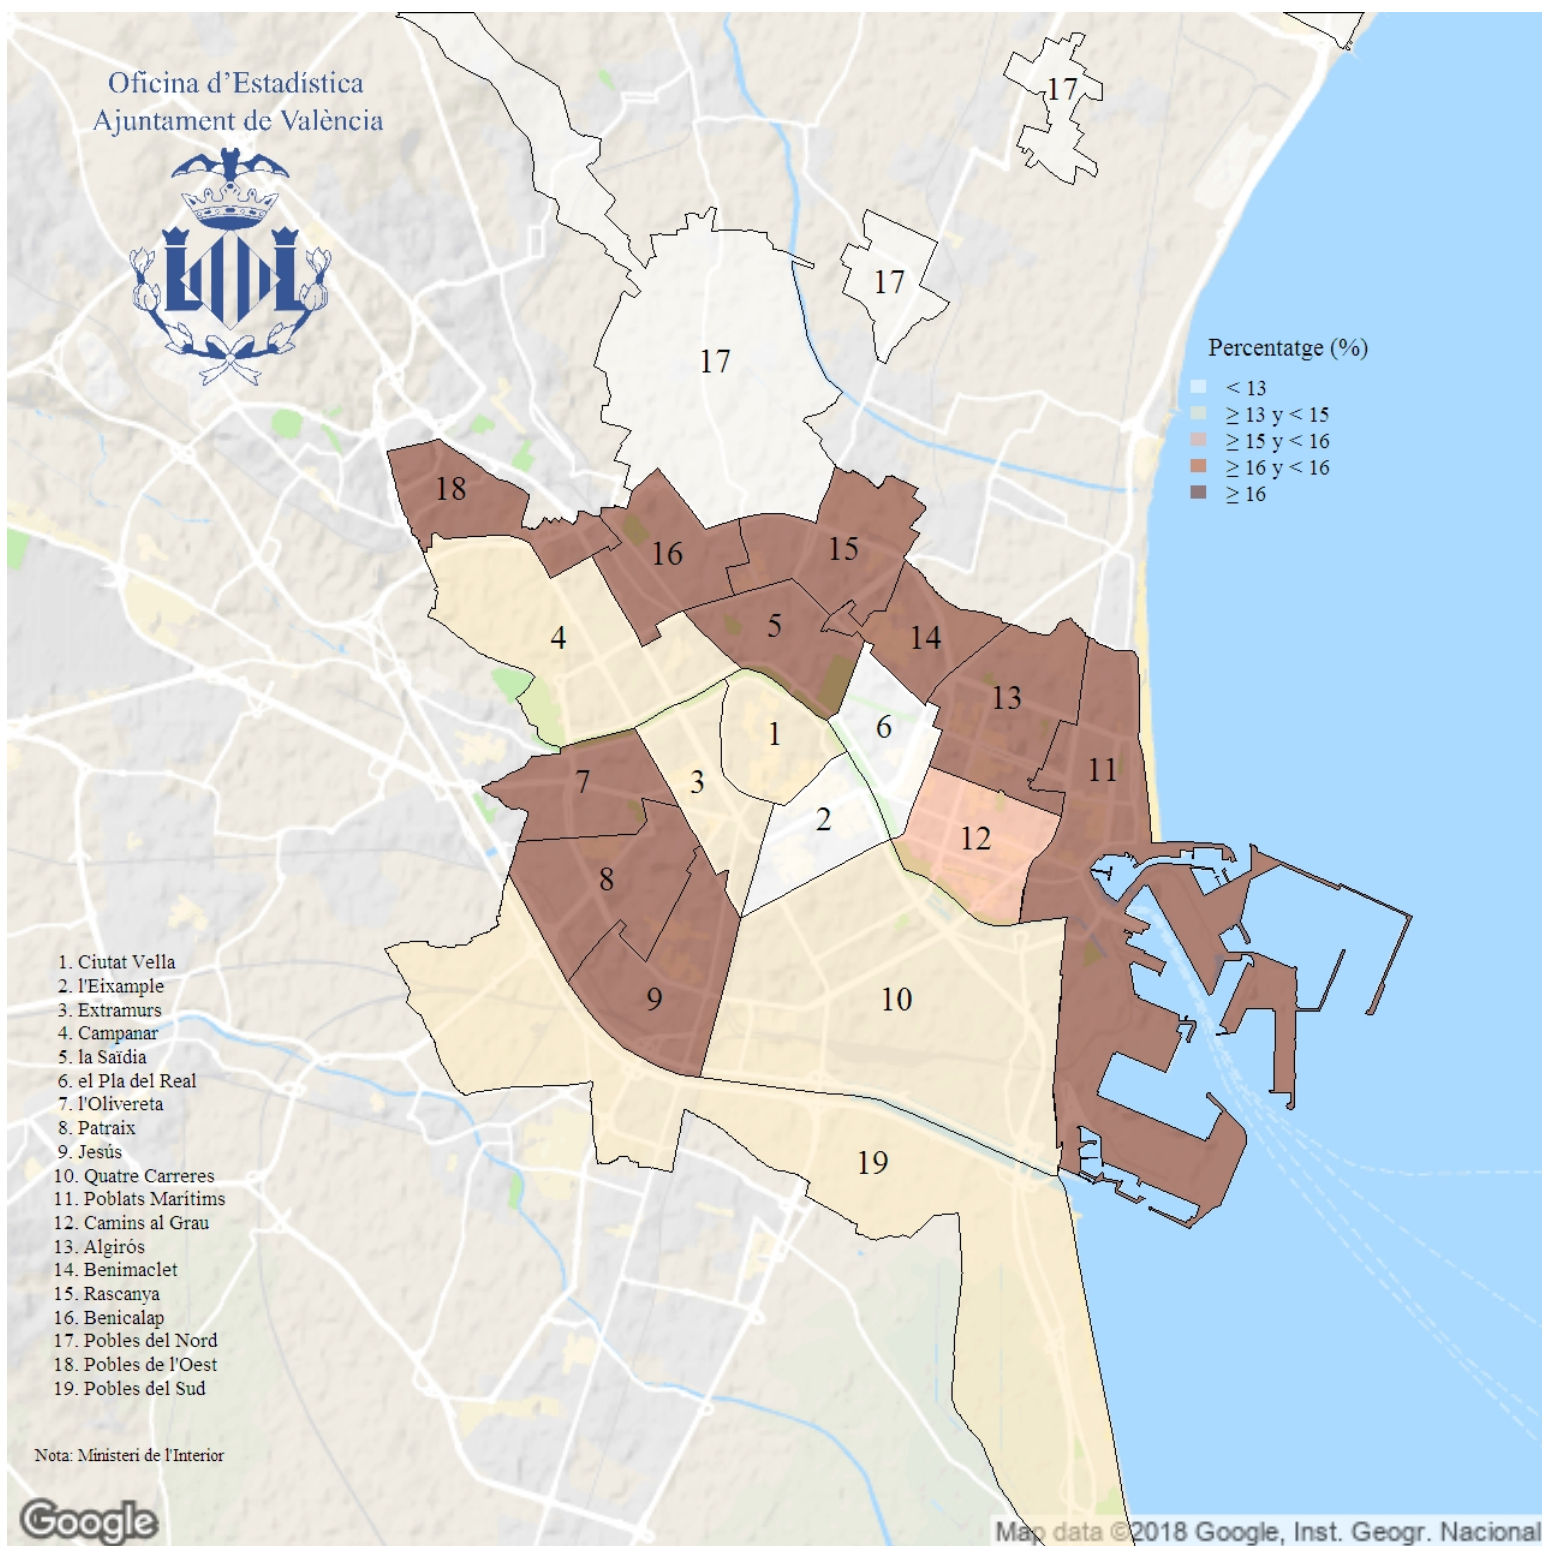 Oficina d'Estadística
Ajuntament de València
17
17
17
17
Percentatge (%)
< 13
≥ 13 y < 15
≥ 15 y < 16
≥ 16 y < 16
≥ 16
18
16
15
5
14
4
13
6
1
11
7
3
2
12
8
9
10
19
1. Ciutat Vella
2. l'Eixample
3. Extramurs
4. Campanar
5. la Saïdia
6. el Pla del Real
7. l'Olivereta
8. Patraix
9. Jesús
10. Quatre Carreres
11. Poblats Marítims
12. Camins al Grau
13. Algirós
14. Benimaclet
15. Rascanya
16. Benicalap
17. Pobles del Nord
18. Pobles de l'Oest
19. Pobles del Sud
Nota: Ministeri de l'Interior
Google
Map data ©2018 Google, Inst. Geogr. Nacional